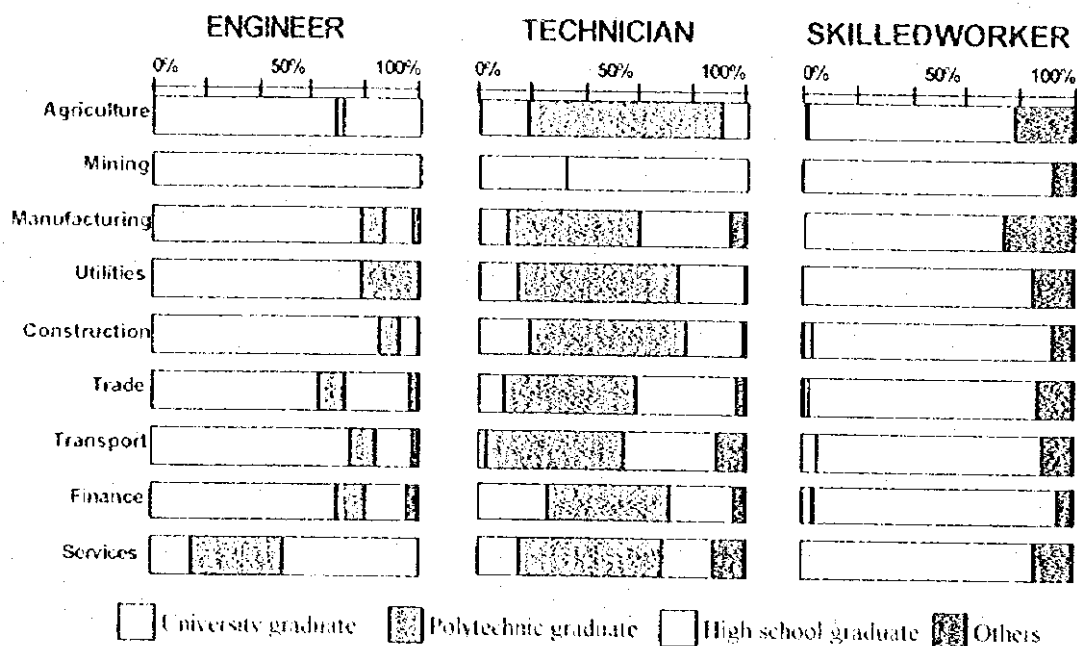 ENGINEER TECHNICIAN SKILLEDWORKER
0% 50% 100% 0% 50% 100% 0% 50% 100%
Agriculture
Mining
Manufacturing
Utilities
Construction
Trade
Transport
Finance
Services
University graduate Polytechnic graduate High school graduate Others